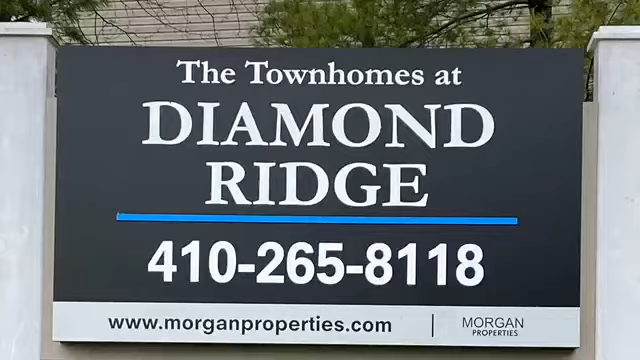 The Townhomes at
DIAMOND
RIDGE
410-265-8118
www.morganproperties.com | MORGAN
PROPERTIES